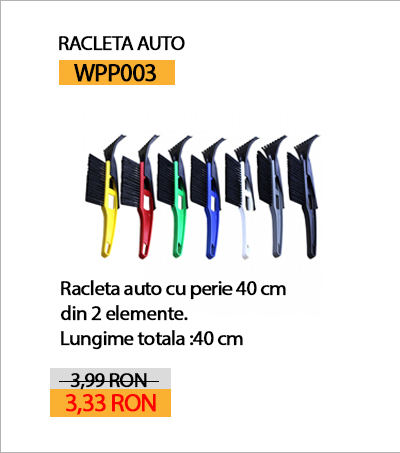 RACLETA AUTO
WPP003
Racleta auto cu perie 40 cm
din 2 elemente.
Lungime totala :40 cm
3,99 RON
3,33 RON